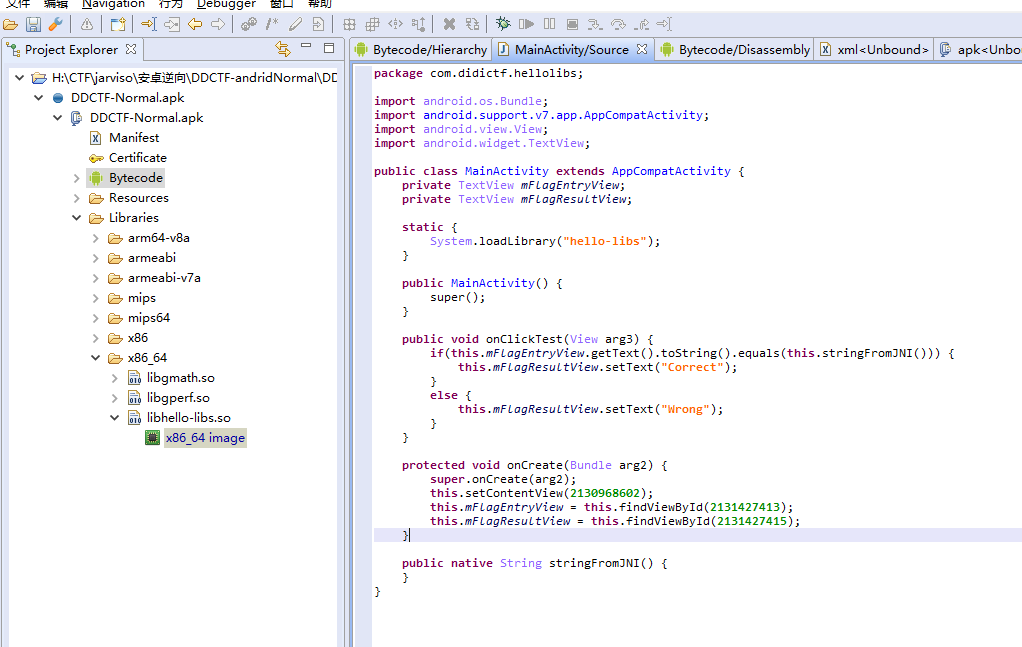 文件 编辑 Navigation 行为 Debugger 窗口 帮助
Project Explorer
H:\CTF\jarviso\安卓逆向\DDCTF-andridNormal\DD
DDCTF-Normal.apk
DDCTF-Normal.apk
Manifest
Certificate
Bytecode
Resources
Libraries
arm64-v8a
armeabi
armeabi-v7a
mips
mips64
x86
x86_64
libgmath.so
libgperf.so
libhello-libs.so
x86_64 image
Bytecode/Hierarchy MainActivity/Source Bytecode/Disassembly xml<Unbound> apk<Unbo
package com.didictf.hellolibs;
import android.os.Bundle;
import android.support.v7.app.AppCompatActivity;
import android.view.View;
import android.widget.TextView;
public class MainActivity extends AppCompatActivity {
private TextView mFlagEntryView;
private TextView mFlagResultView;
static {
System.loadLibrary("hello-libs");
}
public MainActivity() {
super();
}
public void onClickTest(View arg3) {
if(this.mFlagEntryView.getText().toString().equals(this.stringFromJNI())) {
this.mFlagResultView.setText("Correct");
}
else {
this.mFlagResultView.setText("Wrong");
}
}
protected void onCreate(Bundle arg2) {
super.onCreate(arg2);
this.setContentView(2130968602);
this.mFlagEntryView = this.findViewById(2131427413);
this.mFlagResultView = this.findViewById(2131427415);
}
public native String stringFromJNI() {
}
}